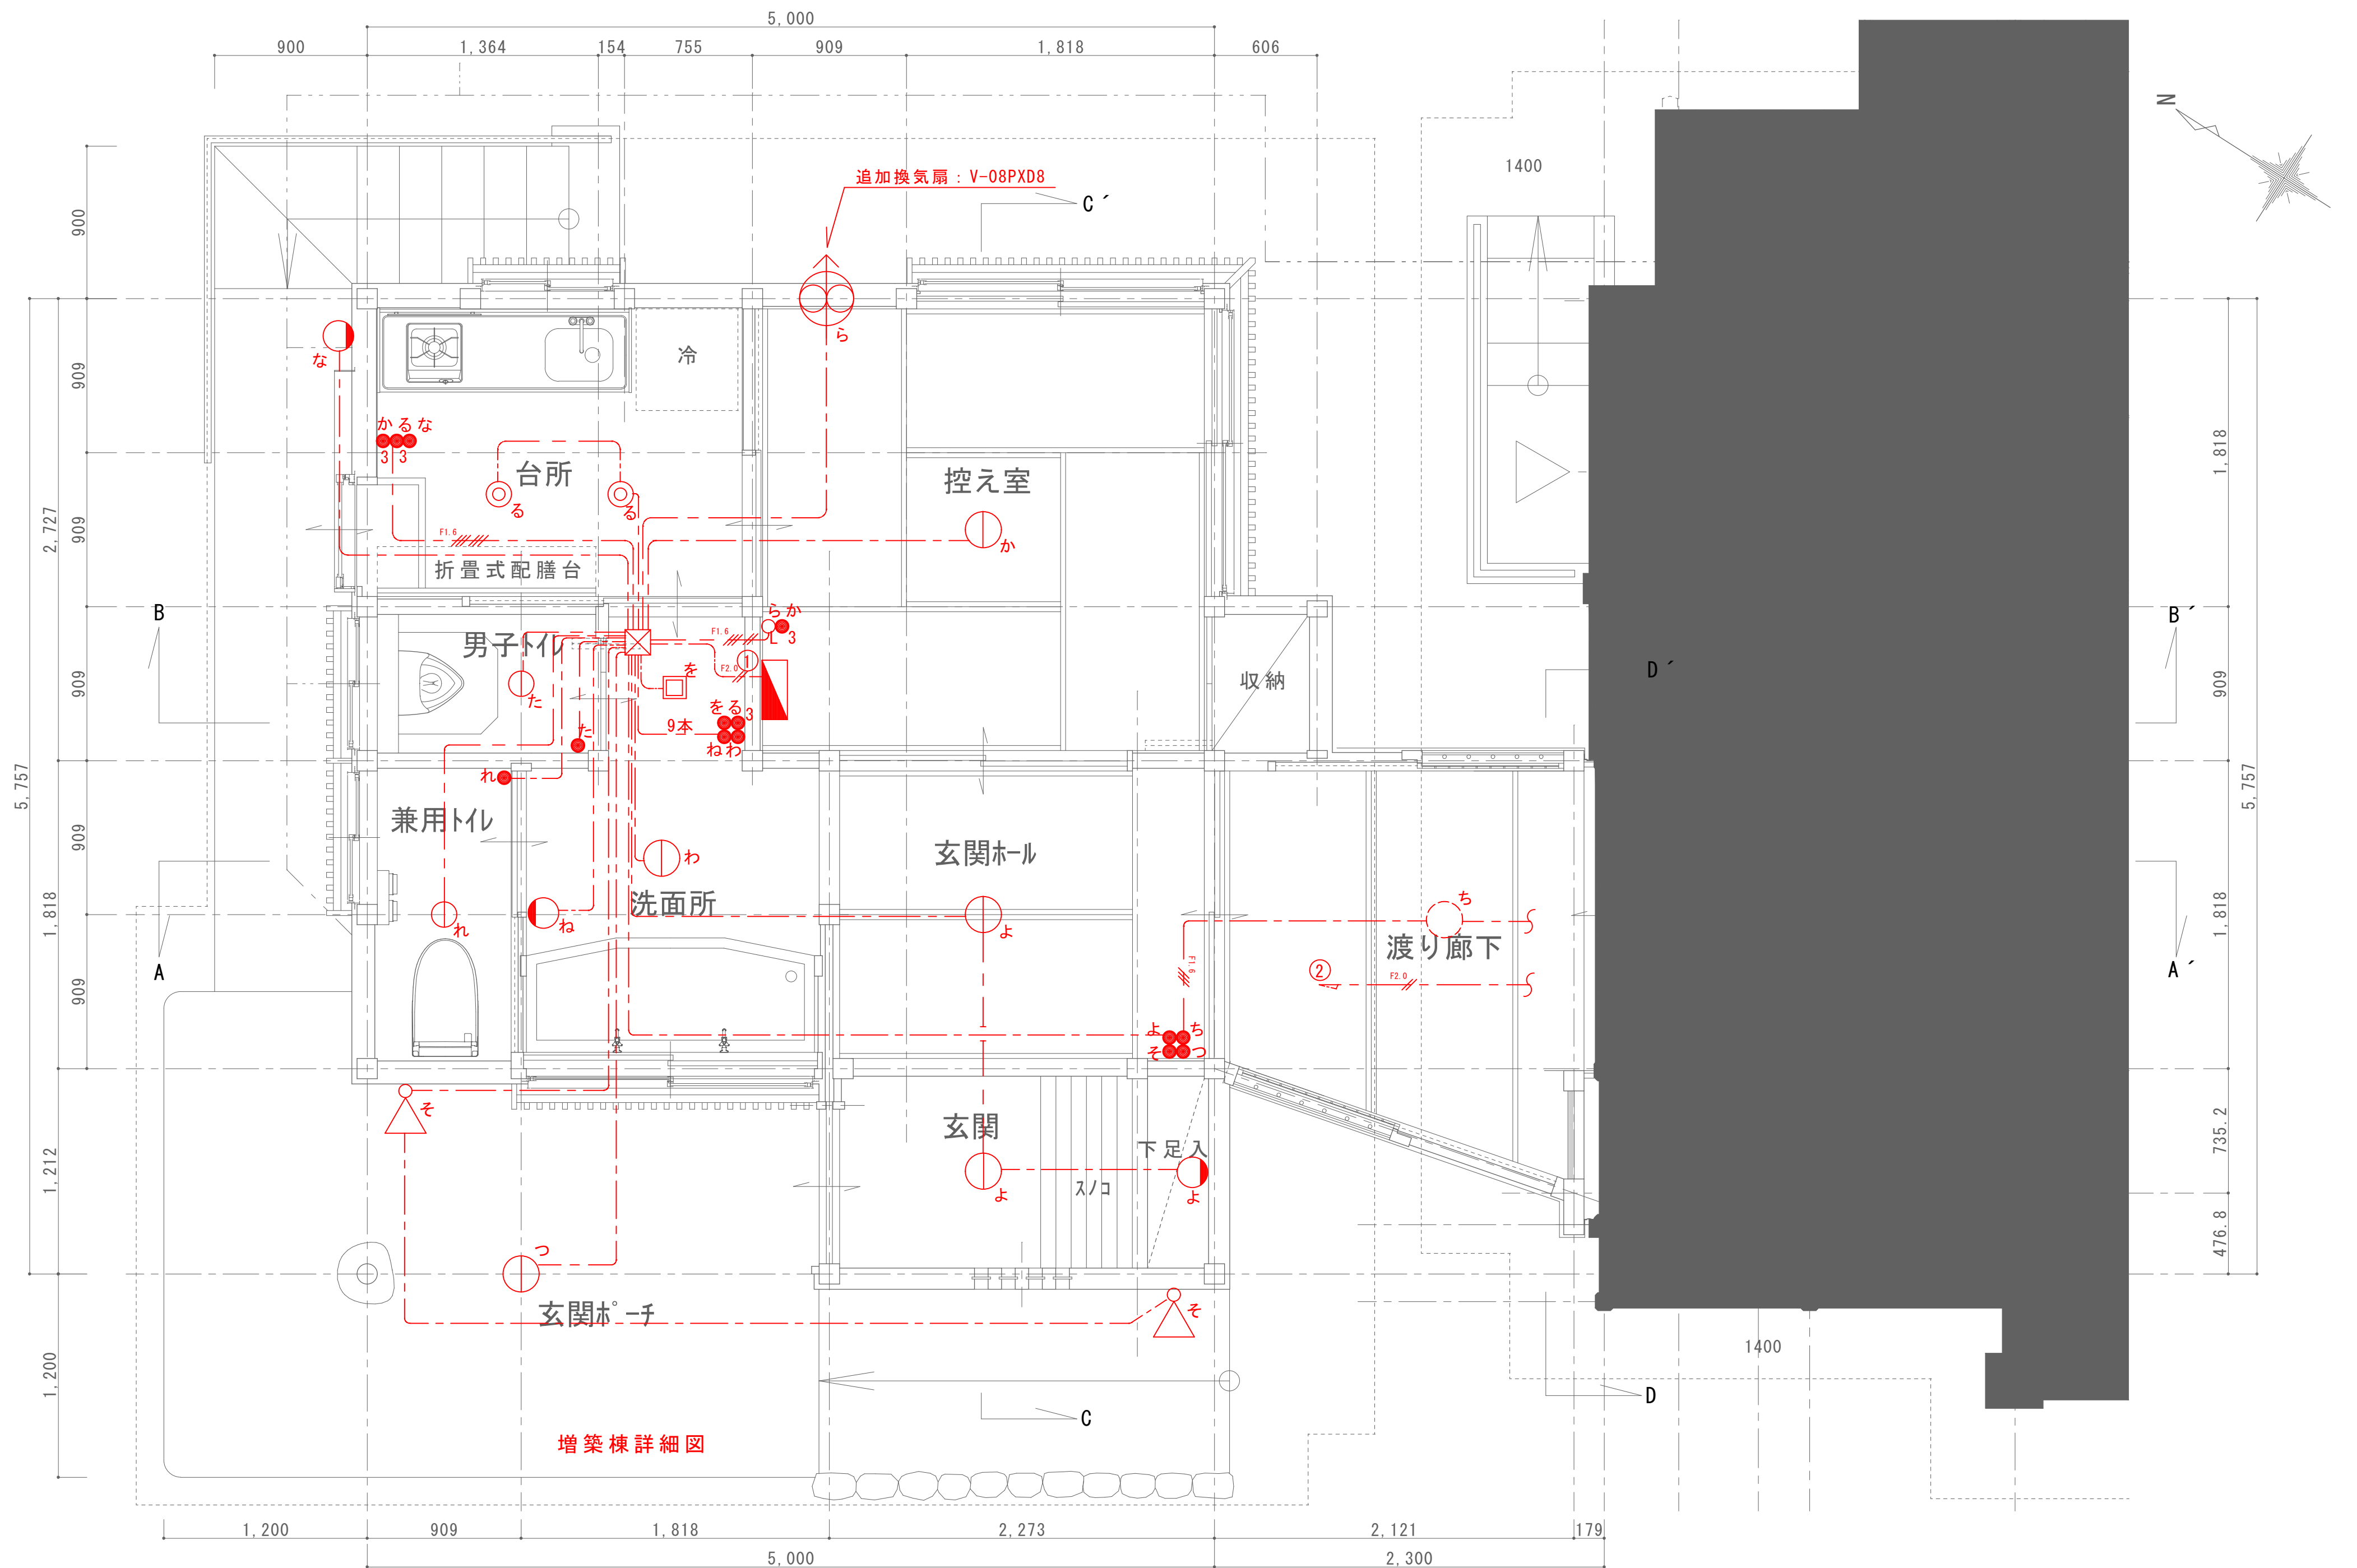 5,000
900
1,364
154
755
909
1,818
606
N
1400
追加換気扇：V-08PXD8
C´
900
909
2,727
909
909
5,757
909
1,818
909
1,212
1,200
ら
な
冷
かるな
3 3
台所
る
る
控え室
か
F1.6
折畳式配膳台
B
B´
らか
L 3
F1.6
男子トイレ
①
F2.0
を
た
た
をる3
9本
ねわ
収納
D´
れ
兼用トイレ
わ
洗面所
ね
れ
玄関ホール
よ
ち
渡り廊下
F1.6
②
F2.0
A
A´
よ ち
そ つ
そ
玄関
下足入
スノコ
よ
よ
つ
玄関ポーチ
そ
1400
D
C
増築棟詳細図
1,818
909
5,757
1,818
735.2
476.8
1,200
909
1,818
2,273
2,121
179
5,000
2,300